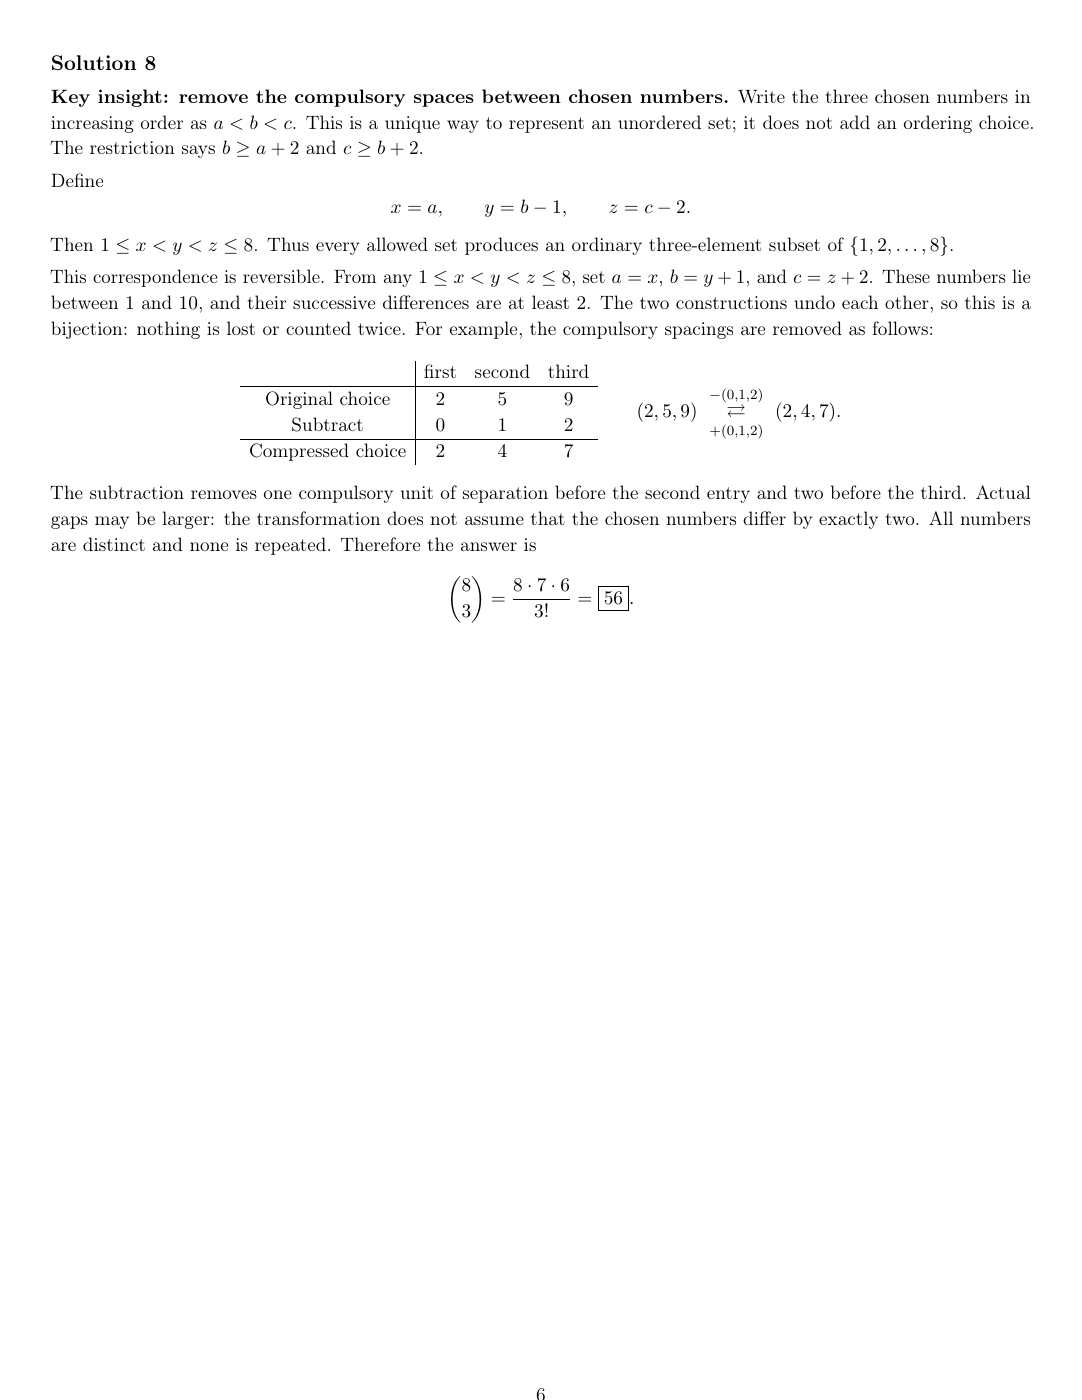 Solution 8
Key insight: remove the compulsory spaces between chosen numbers. Write the three chosen numbers in
increasing order as a < b < c. This is a unique way to represent an unordered set; it does not add an ordering choice.
The restriction says b ≥ a + 2 and c ≥ b + 2.
Define
x = a, y = b − 1, z = c − 2.
Then 1 ≤ x < y < z ≤ 8. Thus every allowed set produces an ordinary three-element subset of {1, 2, . . . , 8}.
This correspondence is reversible. From any 1 ≤ x < y < z ≤ 8, set a = x, b = y + 1, and c = z + 2. These numbers lie
between 1 and 10, and their successive differences are at least 2. The two constructions undo each other, so this is a
bijection: nothing is lost or counted twice. For example, the compulsory spacings are removed as follows:
first second third
Original choice 2 5 9
Subtract 0 1 2
Compressed choice 2 4 7
−(0,1,2)
(2, 5, 9) ⇄ (2, 4, 7).
+(0,1,2)
The subtraction removes one compulsory unit of separation before the second entry and two before the third. Actual
gaps may be larger: the transformation does not assume that the chosen numbers differ by exactly two. All numbers
are distinct and none is repeated. Therefore the answer is
(8 3) = 8 · 7 · 6 / 3! = 56.
6